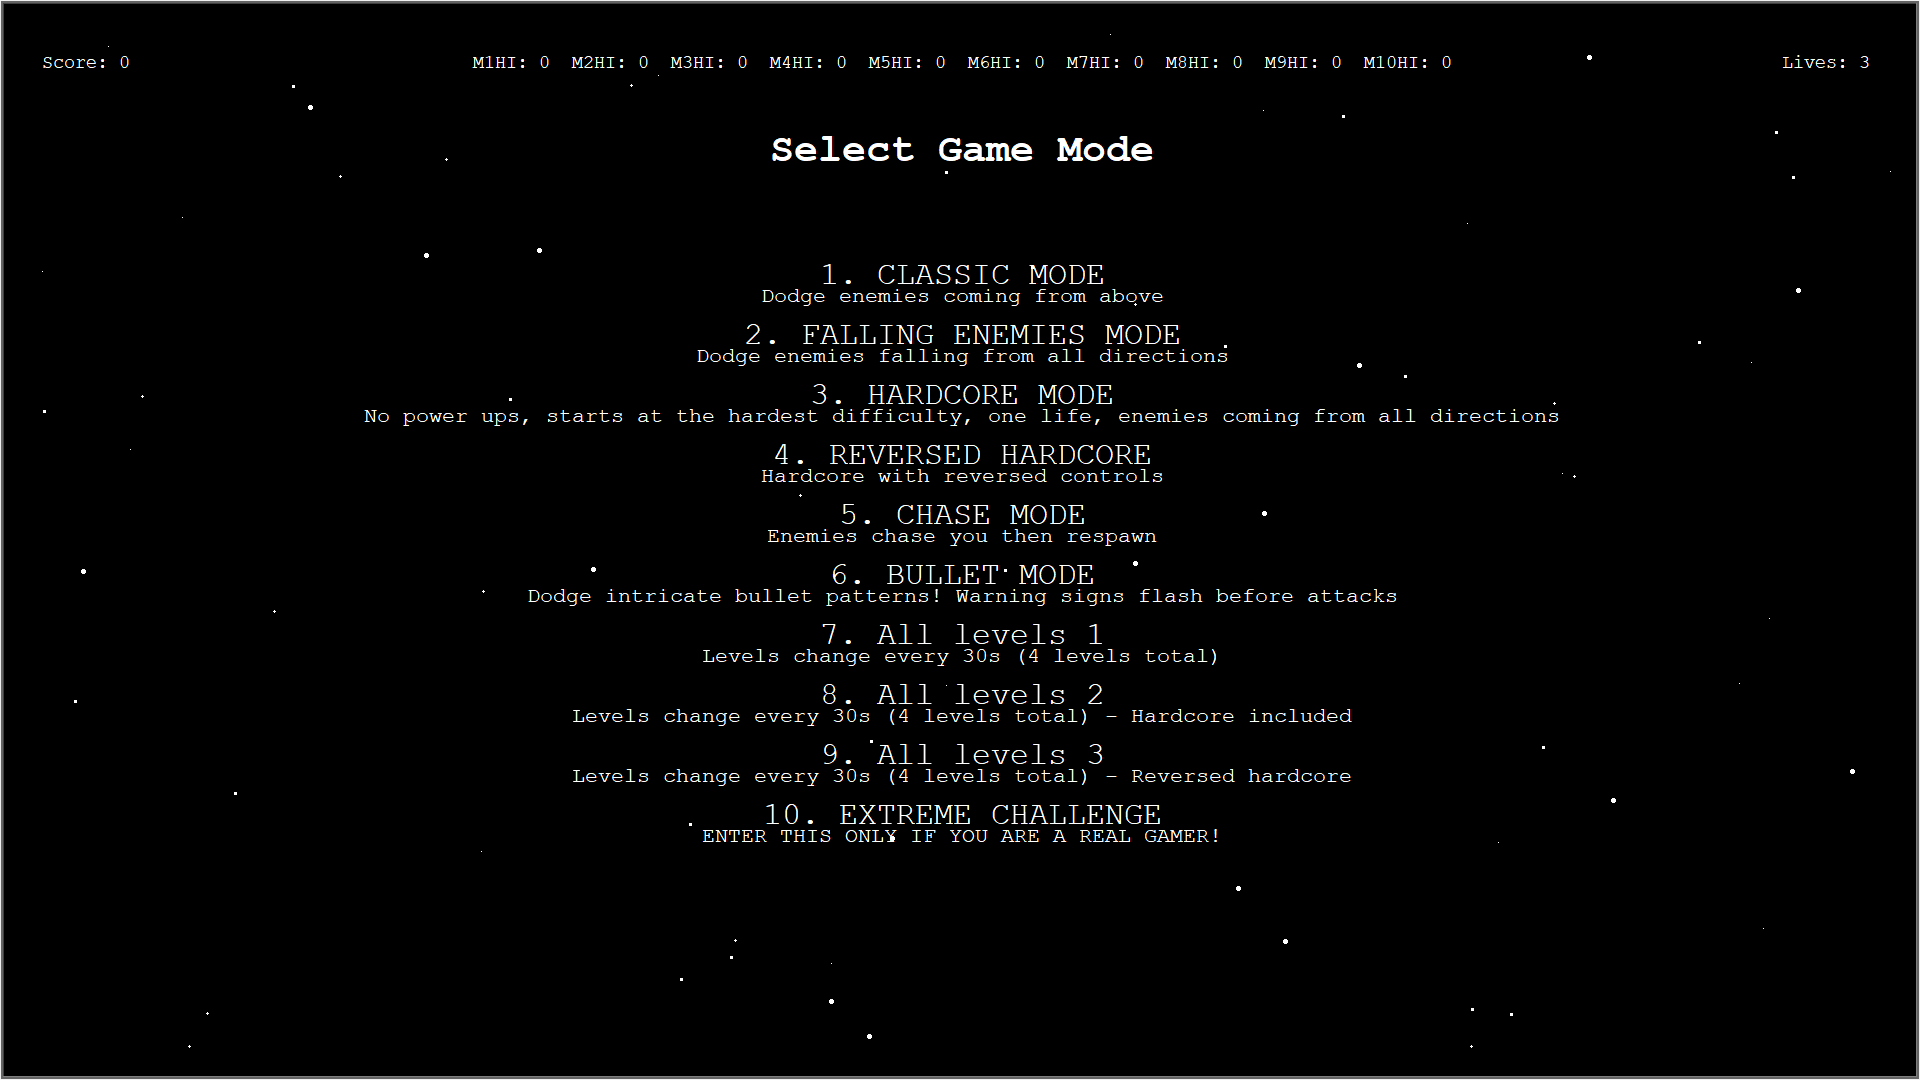 Score: 0 M1HI: 0 M2HI: 0 M3HI: 0 M4HI: 0 M5HI: 0 M6HI: 0 M7HI: 0 M8HI: 0 M9HI: 0 M10HI: 0 Lives: 3
Select Game Mode
1. CLASSIC MODE
Dodge enemies coming from above
2. FALLING ENEMIES MODE
Dodge enemies falling from all directions
3. HARDCORE MODE
No power ups, starts at the hardest difficulty, one life, enemies coming from all directions
4. REVERSED HARDCORE
Hardcore with reversed controls
5. CHASE MODE
Enemies chase you then respawn
6. BULLET MODE
Dodge intricate bullet patterns! Warning signs flash before attacks
7. All levels 1
Levels change every 30s (4 levels total)
8. All levels 2
Levels change every 30s (4 levels total) - Hardcore included
9. All levels 3
Levels change every 30s (4 levels total) - Reversed hardcore
10. EXTREME CHALLENGE
ENTER THIS ONLY IF YOU ARE A REAL GAMER!